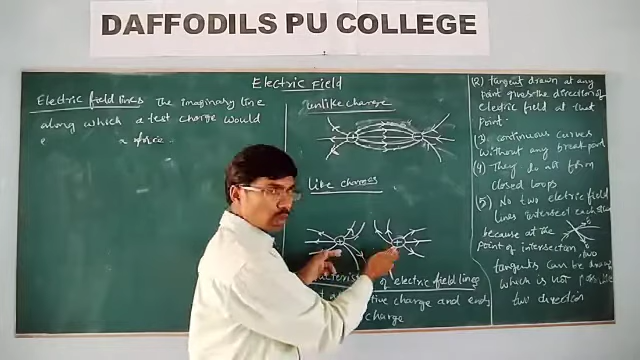 DAFFODILS PU COLLEGE
Electric Field
Electric field lines The imaginary line
along which a test charge would
a force.
unlike charge
Like charges
of electric field lines
charge and ends
charge
(2) tangent drawn at any
point gives the direction of
electric field at that
point.
(3) continuous curves
without any break point
(4) They do form
closed loops
(5) No two electric field
lines intersect each
because at the
point of intersection, two
tangents can be drawn
which is not possible
two direction